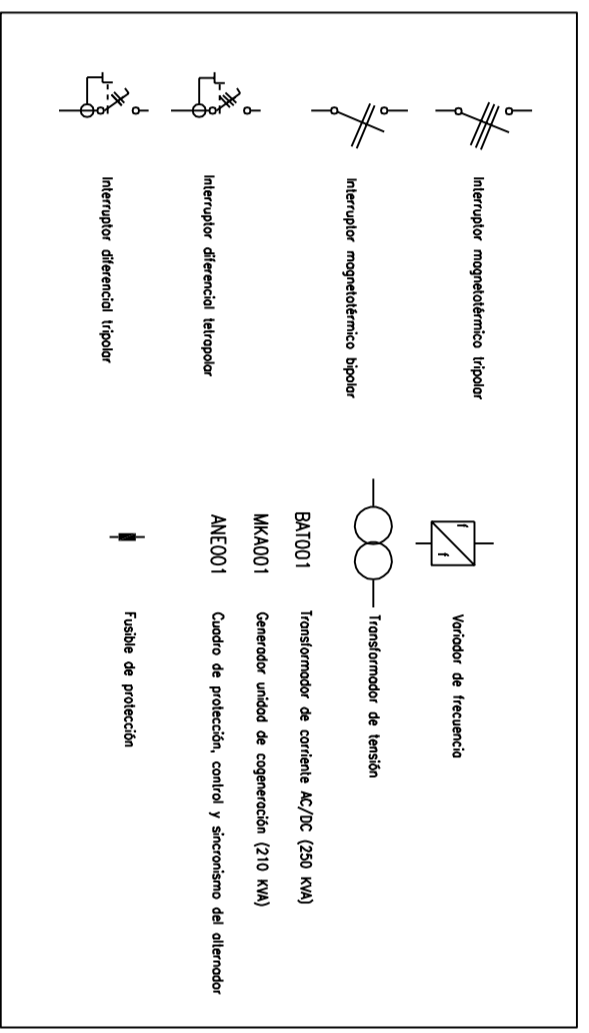 Interruptor magnetotérmico tripolar
Interruptor magnetotérmico bipolar
Interruptor diferencial tetrapolar
Interruptor diferencial tripolar
f
f
Variador de frecuencia
Transformador de tensión
BAT001 Transformador de corriente AC/DC (250 KVA)
MKA001 Generador unidad de cogeneración (210 KVA)
ANE001 Cuadro de protección, control y sincronismo del alternador
Fusible de protección